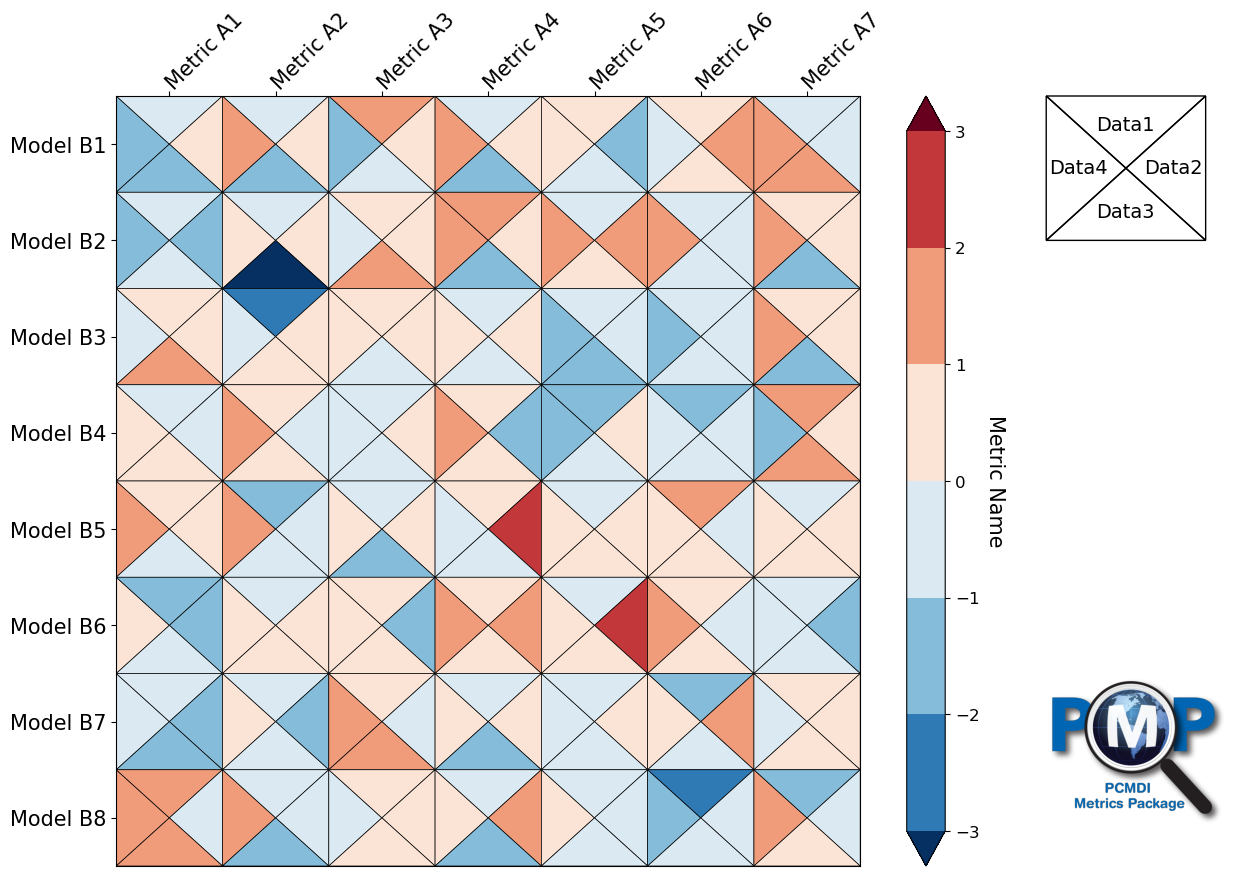 Metric A1
Metric A2
Metric A3
Metric A4
Metric A5
Metric A6
Metric A7
Model B1
Model B2
Model B3
Model B4
Model B5
Model B6
Model B7
Model B8
3
2
1
0
−1
−2
−3
Metric Name
Data1
Data4
Data2
Data3
PMP
PCMDI
Metrics Package